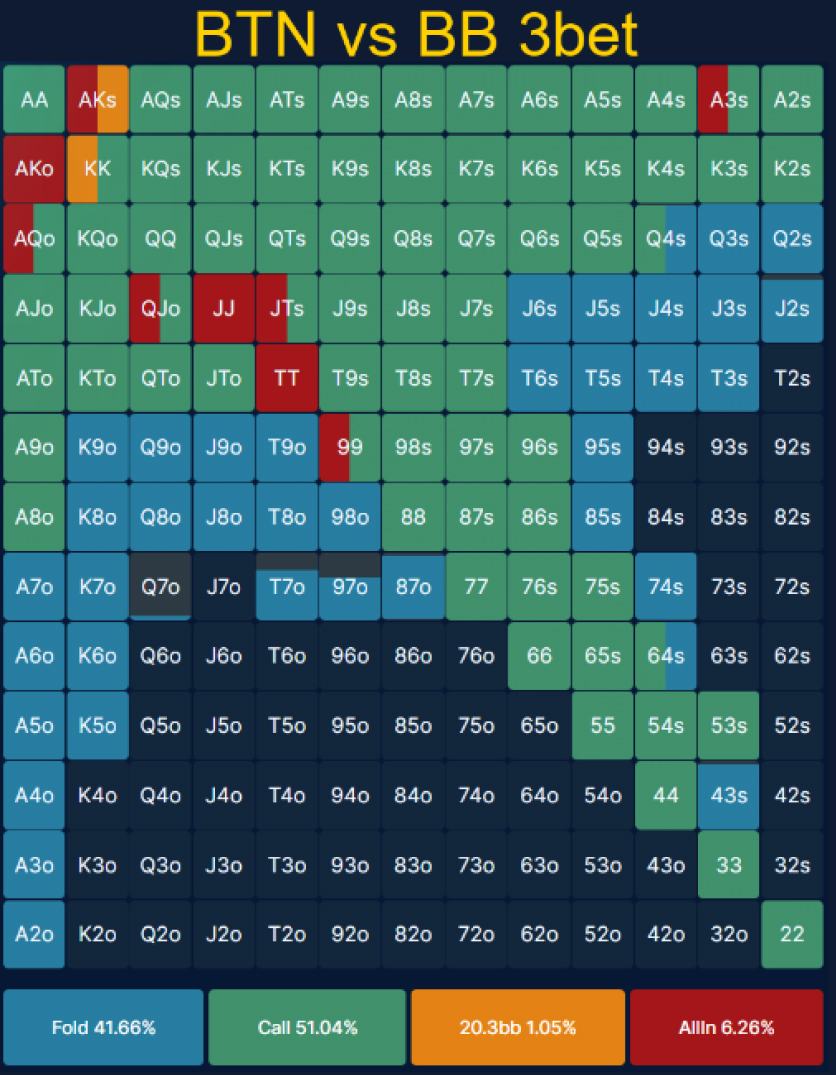 BTN vs BB 3bet
AA AKs AQs AJs ATs A9s A8s A7s A6s A5s A4s A3s A2s
AKo KK KQs KJs KTs K9s K8s K7s K6s K5s K4s K3s K2s
AQo KQo QQ QJs QTs Q9s Q8s Q7s Q6s Q5s Q4s Q3s Q2s
AJo KJo QJo JJ JTs J9s J8s J7s J6s J5s J4s J3s J2s
ATo KTo QTo JTo TT T9s T8s T7s T6s T5s T4s T3s T2s
A9o K9o Q9o J9o T9o 99 98s 97s 96s 95s 94s 93s 92s
A8o K8o Q8o J8o T8o 98o 88 87s 86s 85s 84s 83s 82s
A7o K7o Q7o J7o T7o 97o 87o 77 76s 75s 74s 73s 72s
A6o K6o Q6o J6o T6o 96o 86o 76o 66 65s 64s 63s 62s
A5o K5o Q5o J5o T5o 95o 85o 75o 65o 55 54s 53s 52s
A4o K4o Q4o J4o T4o 94o 84o 74o 64o 54o 44 43s 42s
A3o K3o Q3o J3o T3o 93o 83o 73o 63o 53o 43o 33 32s
A2o K2o Q2o J2o T2o 92o 82o 72o 62o 52o 42o 32o 22
Fold 41.66% Call 51.04% 20.3bb 1.05% AllIn 6.26%